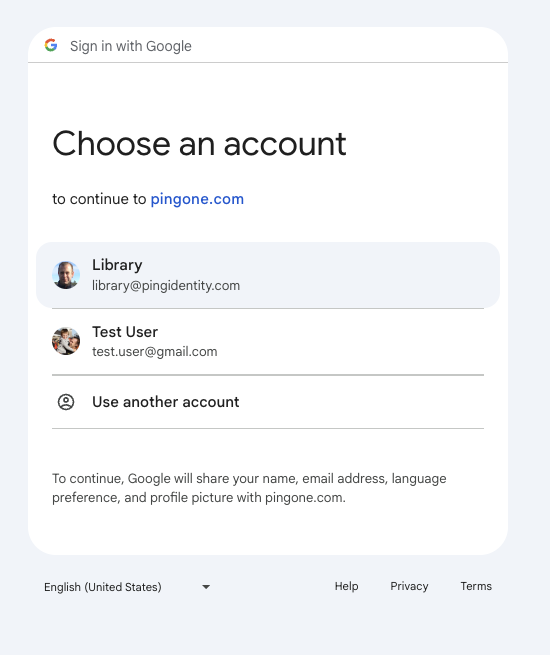 Sign in with Google
Choose an account
to continue to pingone.com
Library
library@pingidentity.com
Test User
test.user@gmail.com
Use another account
To continue, Google will share your name, email address, language
preference, and profile picture with pingone.com.
English (United States)
Help Privacy Terms